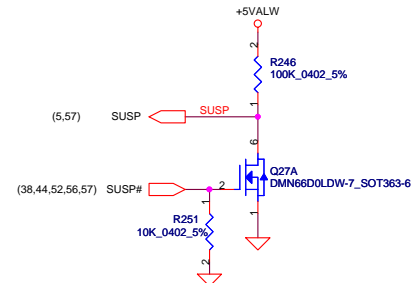 +5VALW
2
R246
100K_0402_5%
1
(5,57) SUSP SUSP
6
Q27A
DMN66D0LDW-7_SOT363-6
(38,44,52,56,57) SUSP# 2
1
1
R251
10K_0402_5%
2